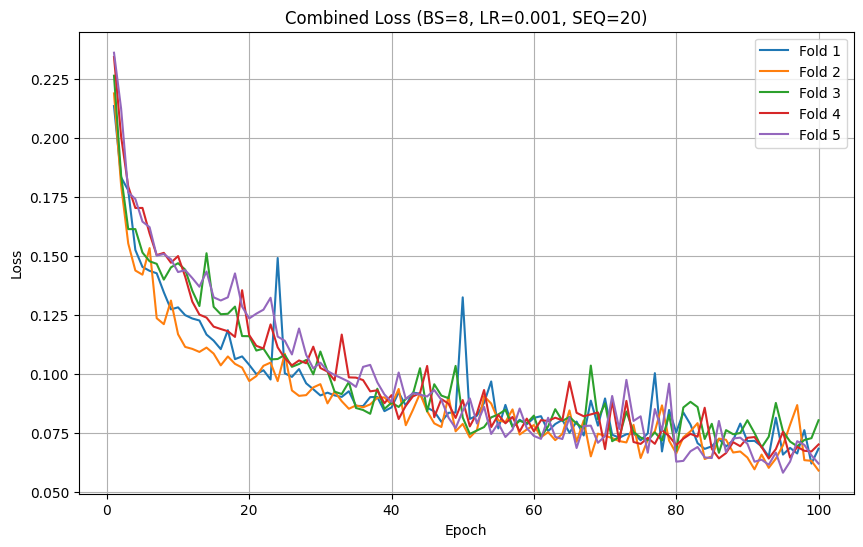 Combined Loss (BS=8, LR=0.001, SEQ=20)
Fold 1
Fold 2
Fold 3
Fold 4
Fold 5
Loss
0.225
0.200
0.175
0.150
0.125
0.100
0.075
0.050
0 20 40 60 80 100
Epoch